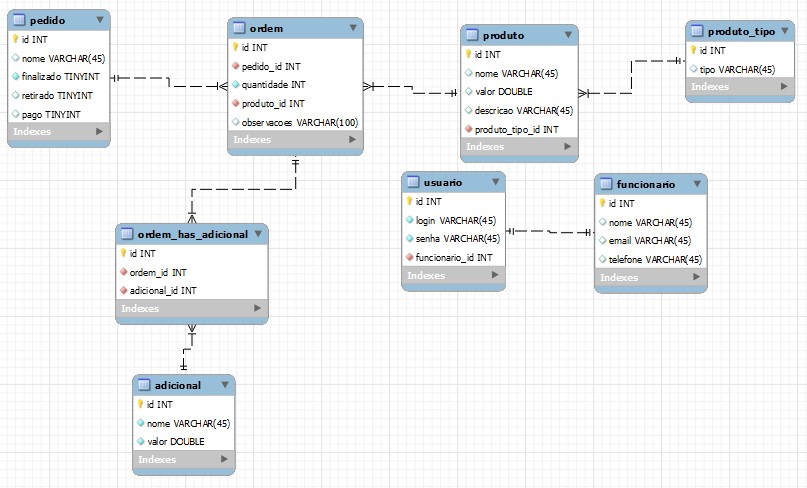 pedido
id INT
nome VARCHAR(45)
finalizado TINYINT
retirado TINYINT
pago TINYINT
Indexes
ordem
id INT
pedido_id INT
quantidade INT
produto_id INT
observacoes VARCHAR(100)
Indexes
produto
id INT
nome VARCHAR(45)
valor DOUBLE
descricao VARCHAR(45)
produto_tipo_id INT
Indexes
produto_tipo
id INT
tipo VARCHAR(45)
Indexes
usuario
id INT
login VARCHAR(45)
senha VARCHAR(45)
funcionario_id INT
Indexes
funcionario
id INT
nome VARCHAR(45)
email VARCHAR(45)
telefone VARCHAR(45)
Indexes
ordem_has_adicional
id INT
ordem_id INT
adicional_id INT
Indexes
adicional
id INT
nome VARCHAR(45)
valor DOUBLE
Indexes